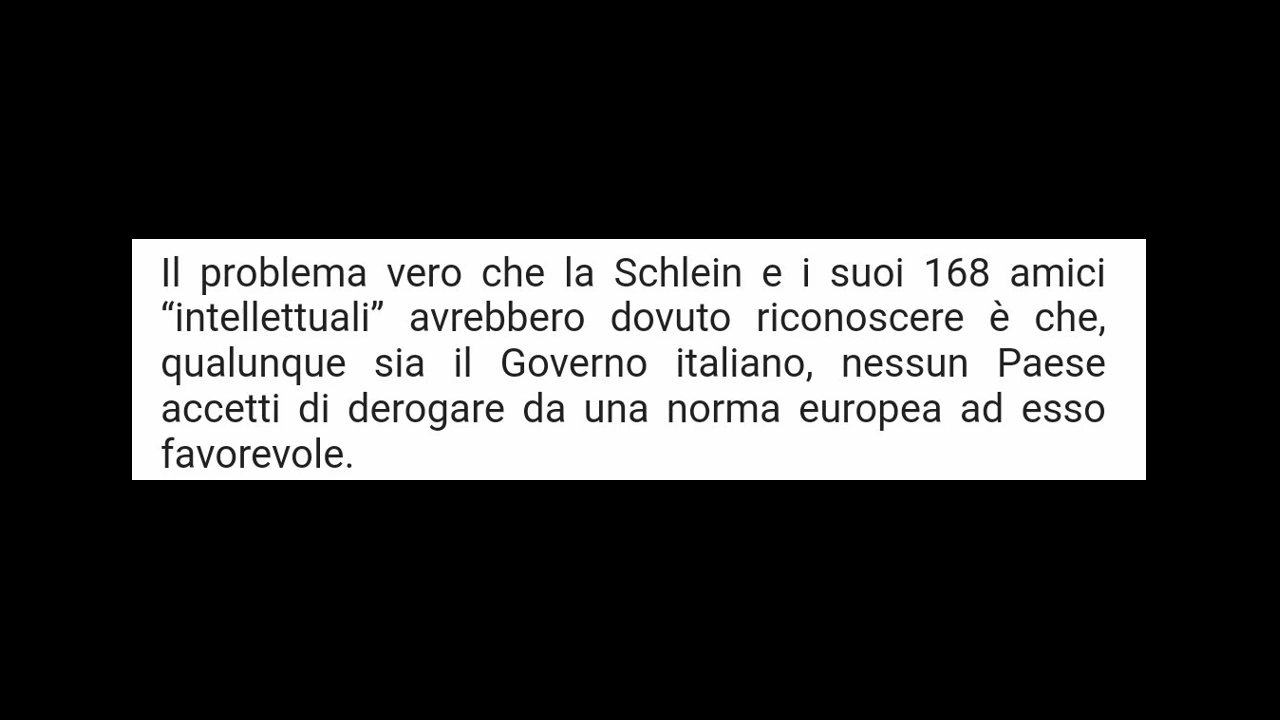 Il problema vero che la Schlein e i suoi 168 amici
“intellettuali” avrebbero dovuto riconoscere è che,
qualunque sia il Governo italiano, nessun Paese
accetti di derogare da una norma europea ad esso
favorevole.